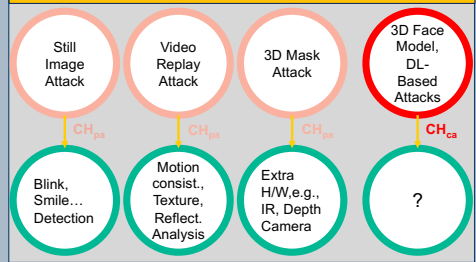 Still
Image
Attack
Video
Replay
Attack
3D Mask
Attack
3D Face
Model,
DL-
Based
Attacks
CHpa
CHpa
CHpa
CHca
Blink,
Smile…
Detection
Motion
consist.,
Texture,
Reflect.
Analysis
Extra
H/W,e.g.,
IR, Depth
Camera
?